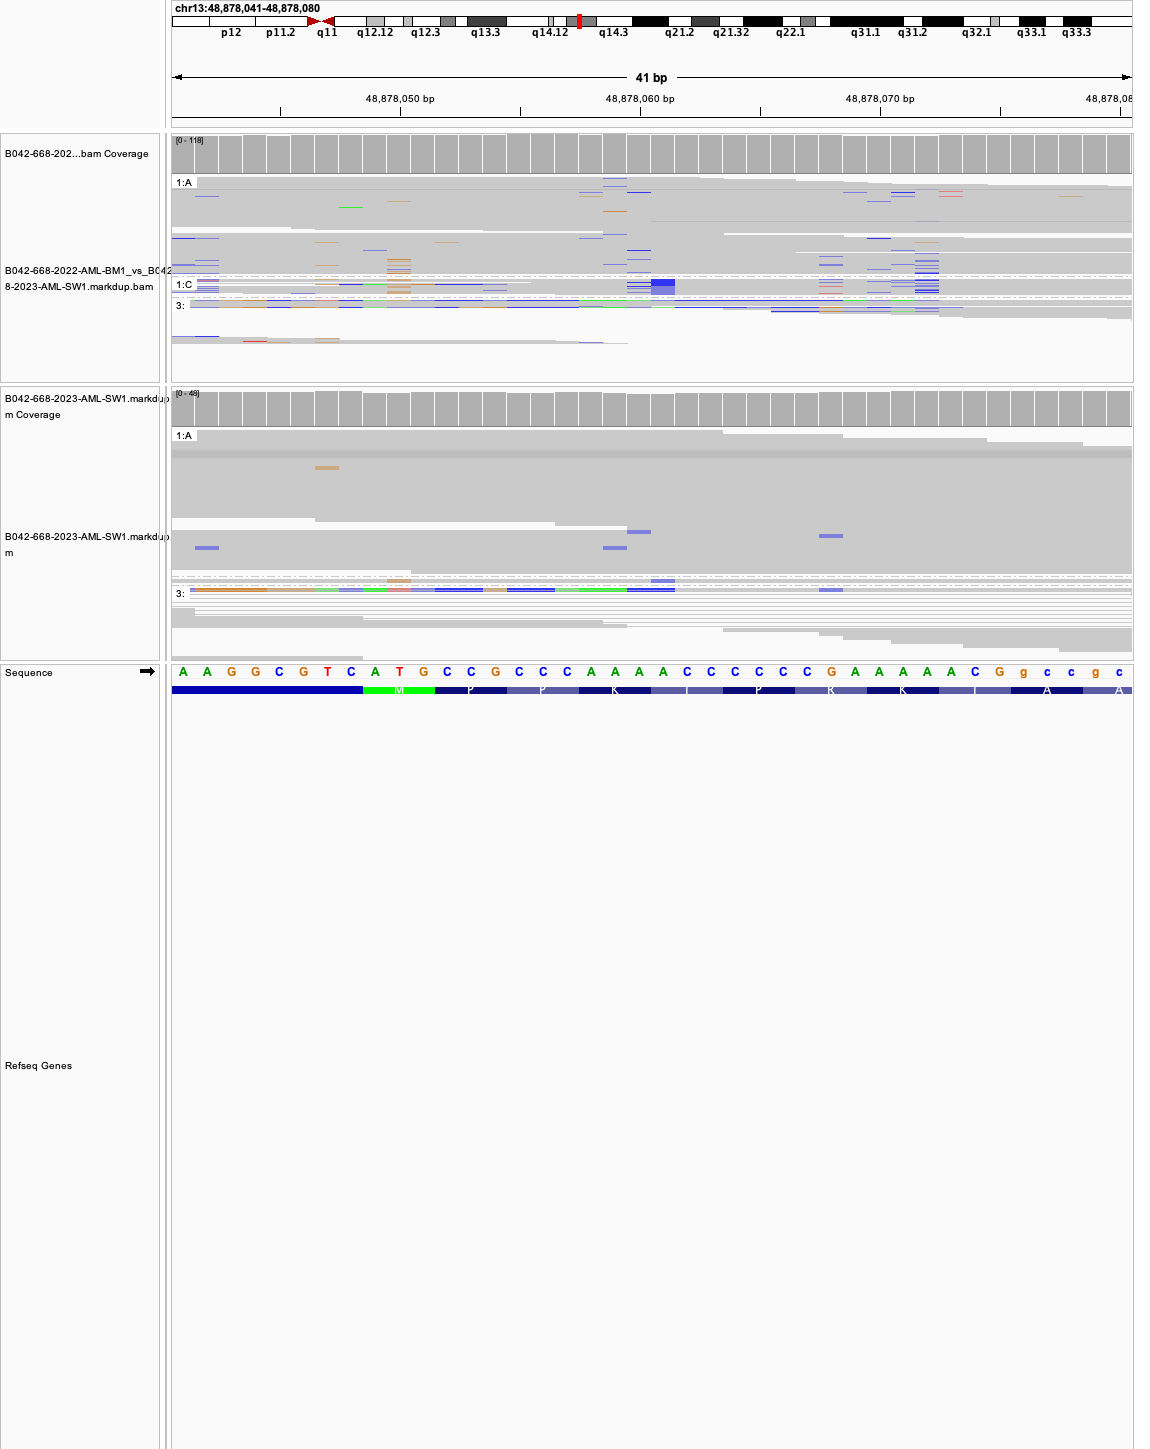 chr13:48,878,041-48,878,080
p12 p11.2 q11 q12.12 q12.3 q13.3 q14.12 q14.3 q21.2 q21.32 q22.1 q31.1 q31.2 q32.1 q33.1 q33.3
41 bp
48,878,050 bp 48,878,060 bp 48,878,070 bp 48,878,08
[0 - 118]
B042-668-202...bam Coverage
1:A
B042-668-2022-AML-BM1_vs_B042
8-2023-AML-SW1.markdup.bam
1:C
3:
[0 - 48]
B042-668-2023-AML-SW1.markdup
m Coverage
1:A
B042-668-2023-AML-SW1.markdup
m
3:
Sequence A A G G C G T C A T G C C G C C C A A A A C C C C C C G A A A A A C G g c c g c
M P P K T P R K T A A
Refseq Genes